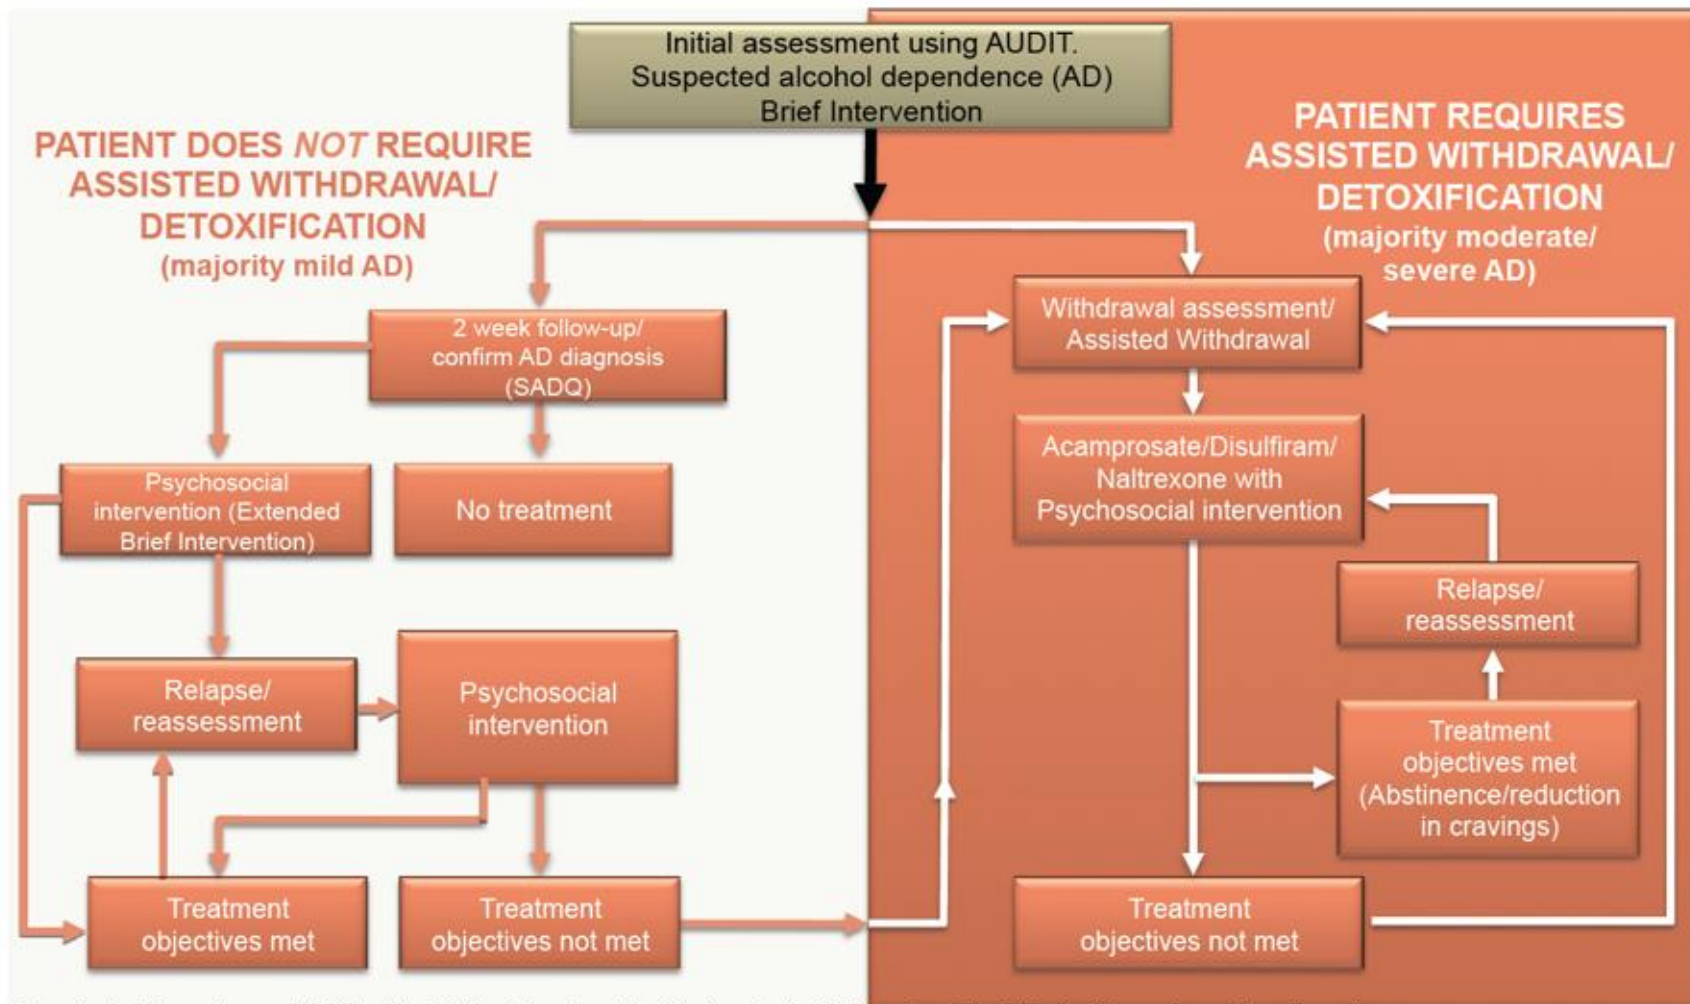 Initial assessment using AUDIT.
Suspected alcohol dependence (AD)
Brief Intervention
PATIENT DOES NOT REQUIRE
ASSISTED WITHDRAWAL/
DETOXIFICATION
(majority mild AD)
PATIENT REQUIRES
ASSISTED WITHDRAWAL/
DETOXIFICATION
(majority moderate/
severe AD)
2 week follow-up/
confirm AD diagnosis
(SADQ)
Psychosocial
intervention (Extended
Brief Intervention)
No treatment
Relapse/
reassessment
Psychosocial
intervention
Treatment
objectives met
Treatment
objectives not met
Withdrawal assessment/
Assisted Withdrawal
Acamprosate/Disulfiram/
Naltrexone with
Psychosocial intervention
Relapse/
reassessment
Treatment
objectives met
(Abstinence/reduction
in cravings)
Treatment
objectives not met